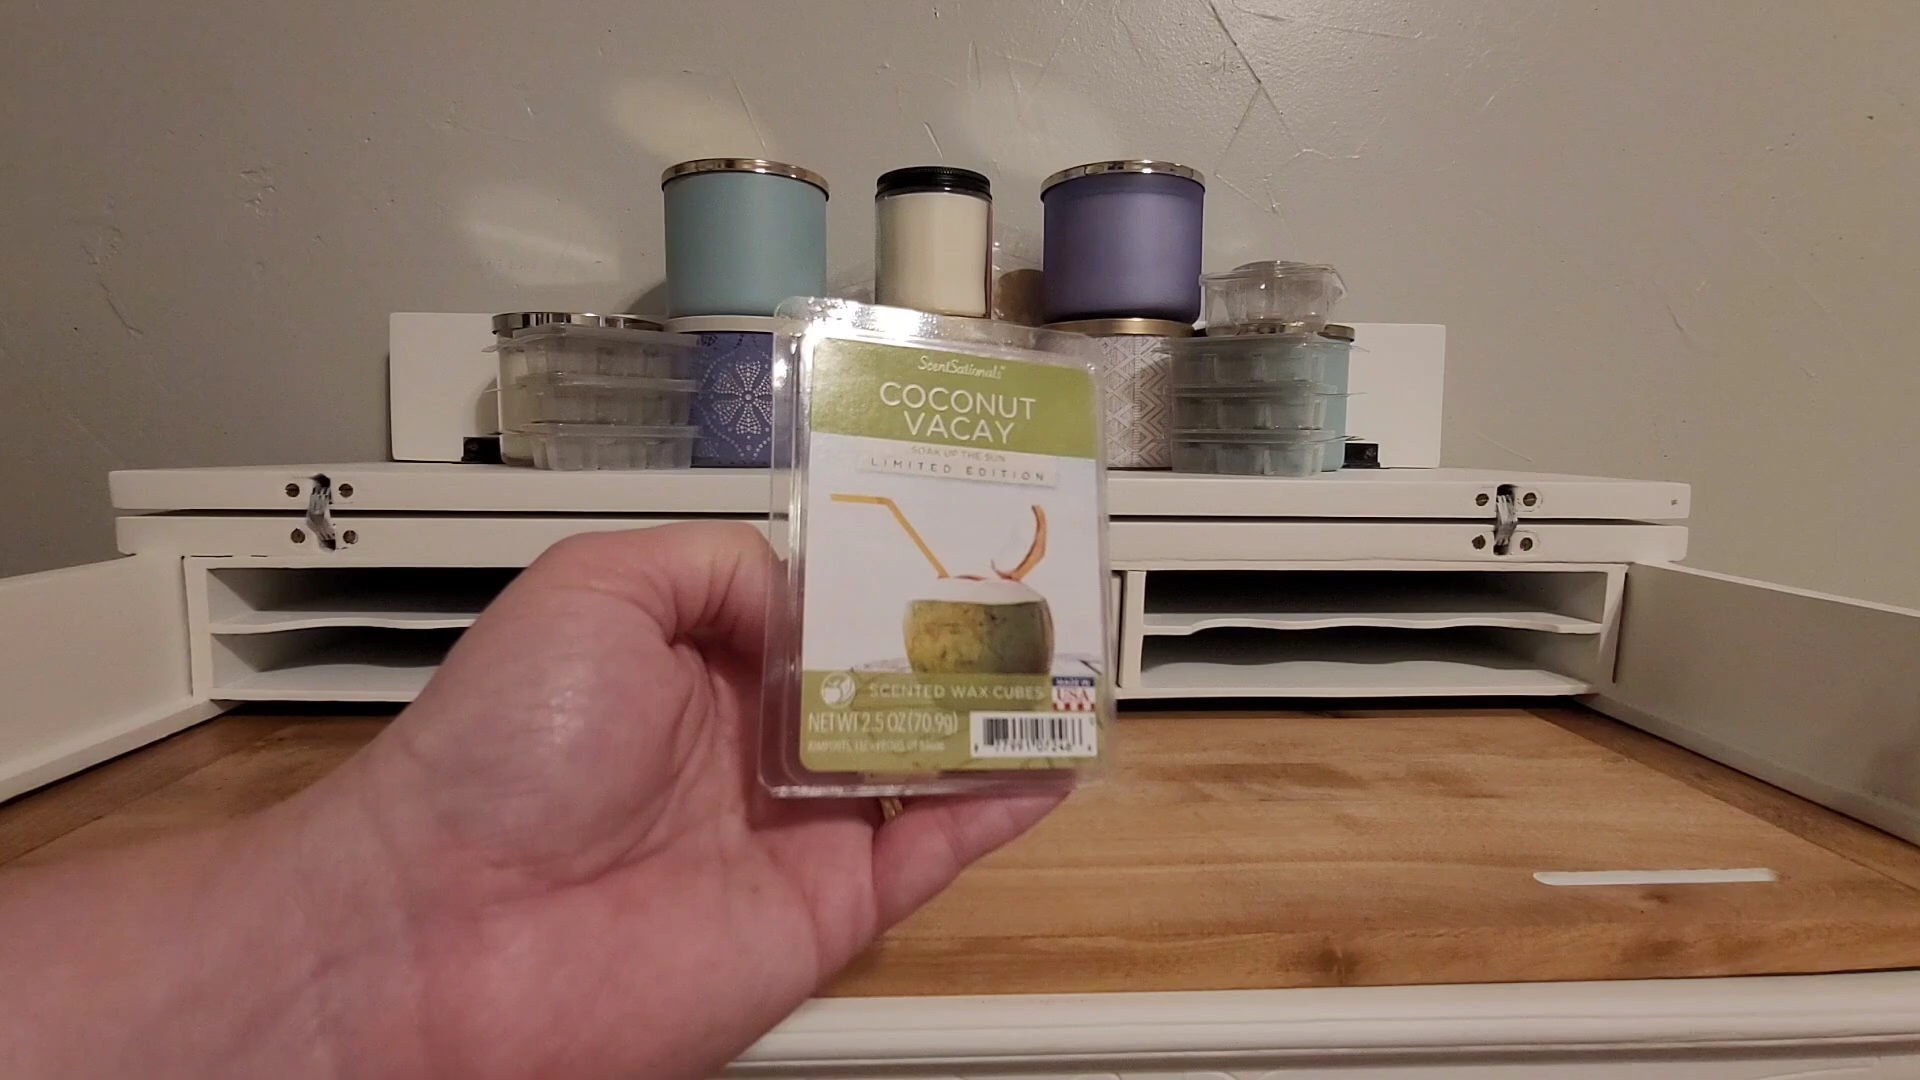 ScentSationals™
COCONUT
VACAY
SOAK UP THE SUN
LIMITED EDITION
SCENTED WAX CUBES
MADE IN
USA
NET WT 2.5 OZ (70.9g)